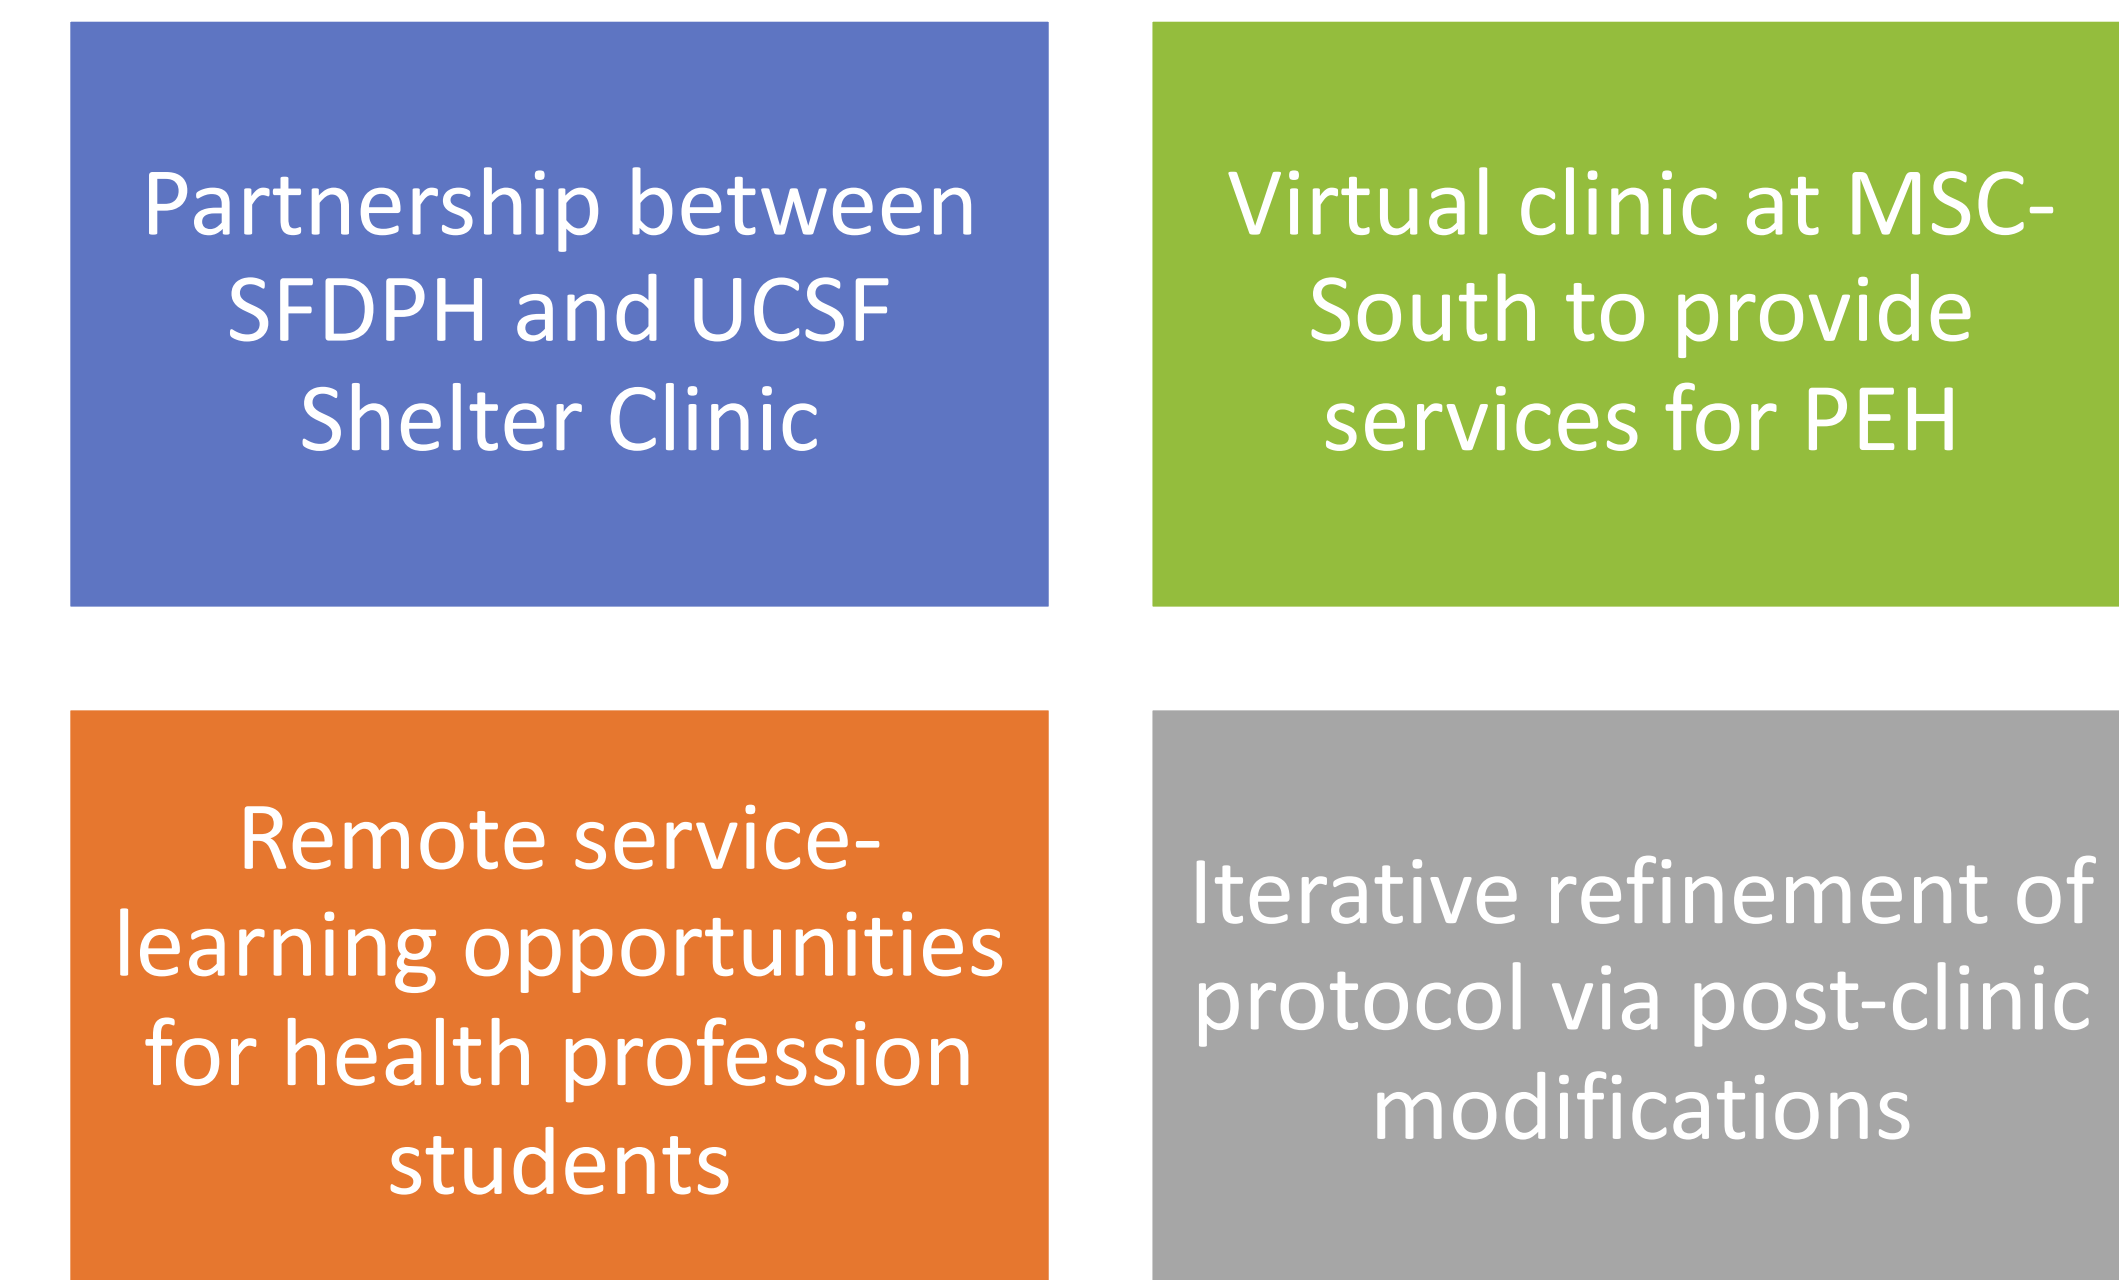 Partnership between
SFDPH and UCSF
Shelter Clinic
Virtual clinic at MSC-
South to provide
services for PEH
Remote service-
learning opportunities
for health profession
students
Iterative refinement of
protocol via post-clinic
modifications